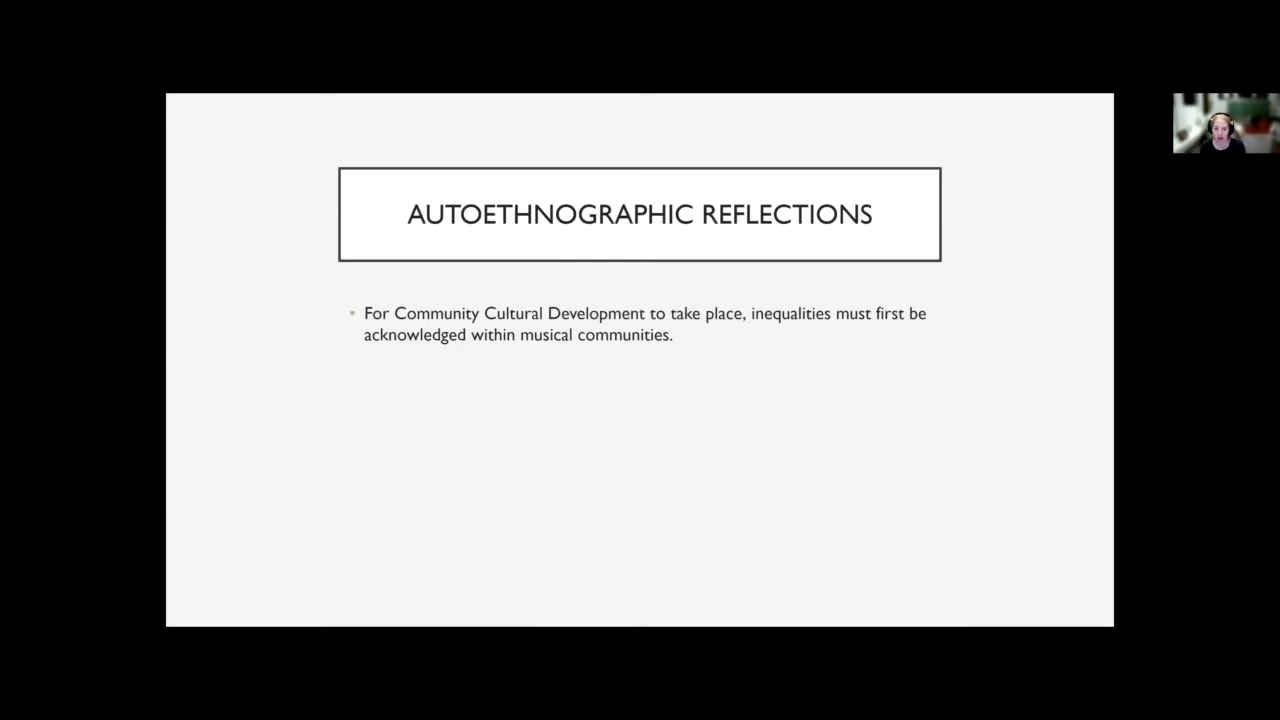 AUTOETHNOGRAPHIC REFLECTIONS
• For Community Cultural Development to take place, inequalities must first be
acknowledged within musical communities.